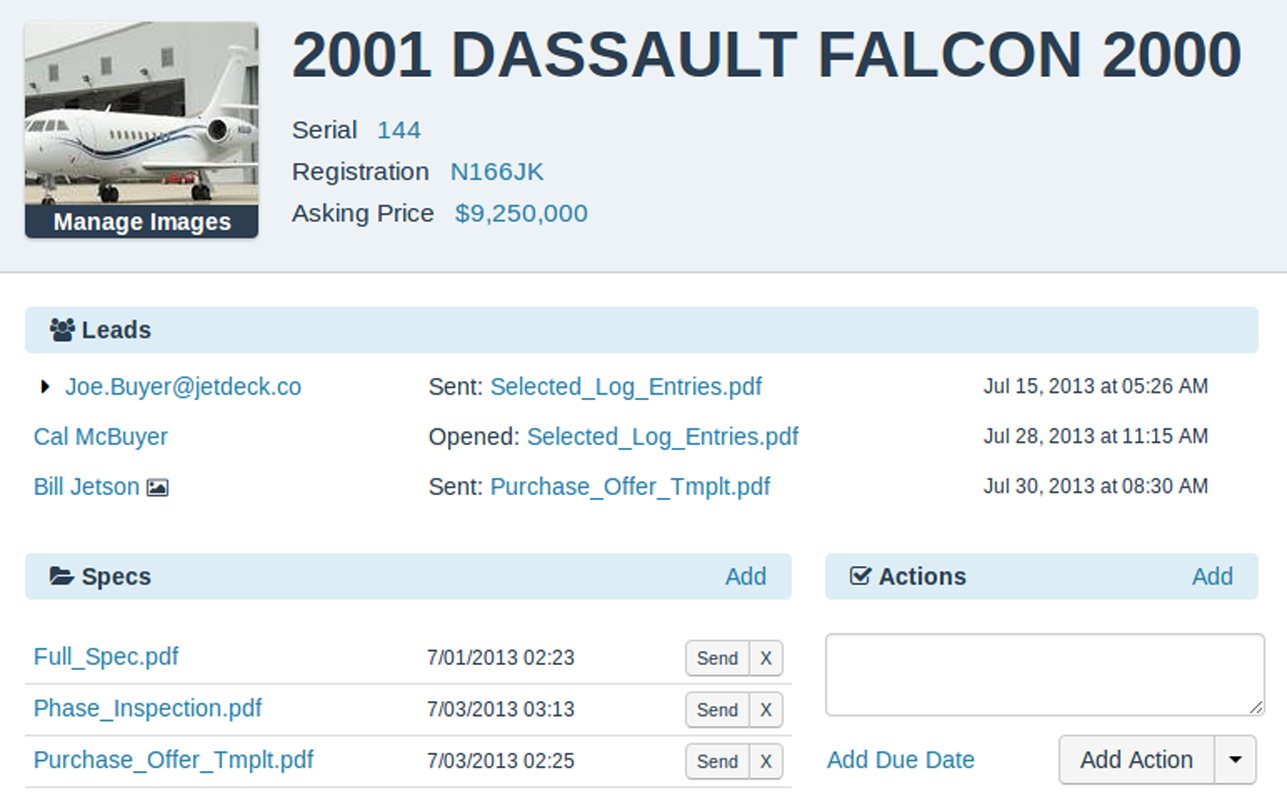 2001 DASSAULT FALCON 2000
Serial 144
Registration N166JK
Asking Price $9,250,000
Manage Images
Leads
Joe.Buyer@jetdeck.co Sent: Selected_Log_Entries.pdf Jul 15, 2013 at 05:26 AM
Cal McBuyer Opened: Selected_Log_Entries.pdf Jul 28, 2013 at 11:15 AM
Bill Jetson Sent: Purchase_Offer_Tmplt.pdf Jul 30, 2013 at 08:30 AM
Specs Add
Full_Spec.pdf 7/01/2013 02:23 Send X
Phase_Inspection.pdf 7/03/2013 03:13 Send X
Purchase_Offer_Tmplt.pdf 7/03/2013 02:25 Send X
Actions Add
Add Due Date Add Action